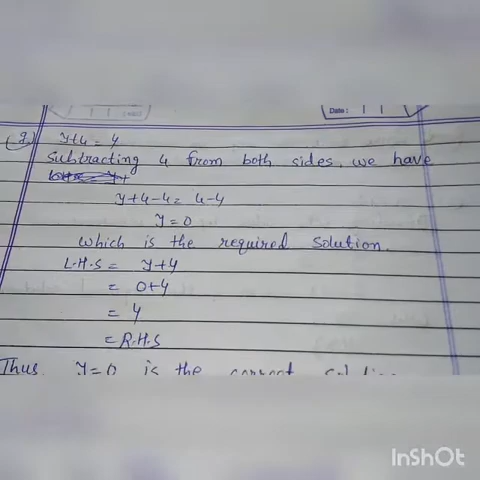 Date:
(g) y+4 = 4
Subtracting 4 from both sides, we have
y+4-4 = 4-4
y=0
which is the required solution.
L.H.S = y+4
= 0+4
= 4
= R.H.S
Thus y=0 is the correct
InShOt